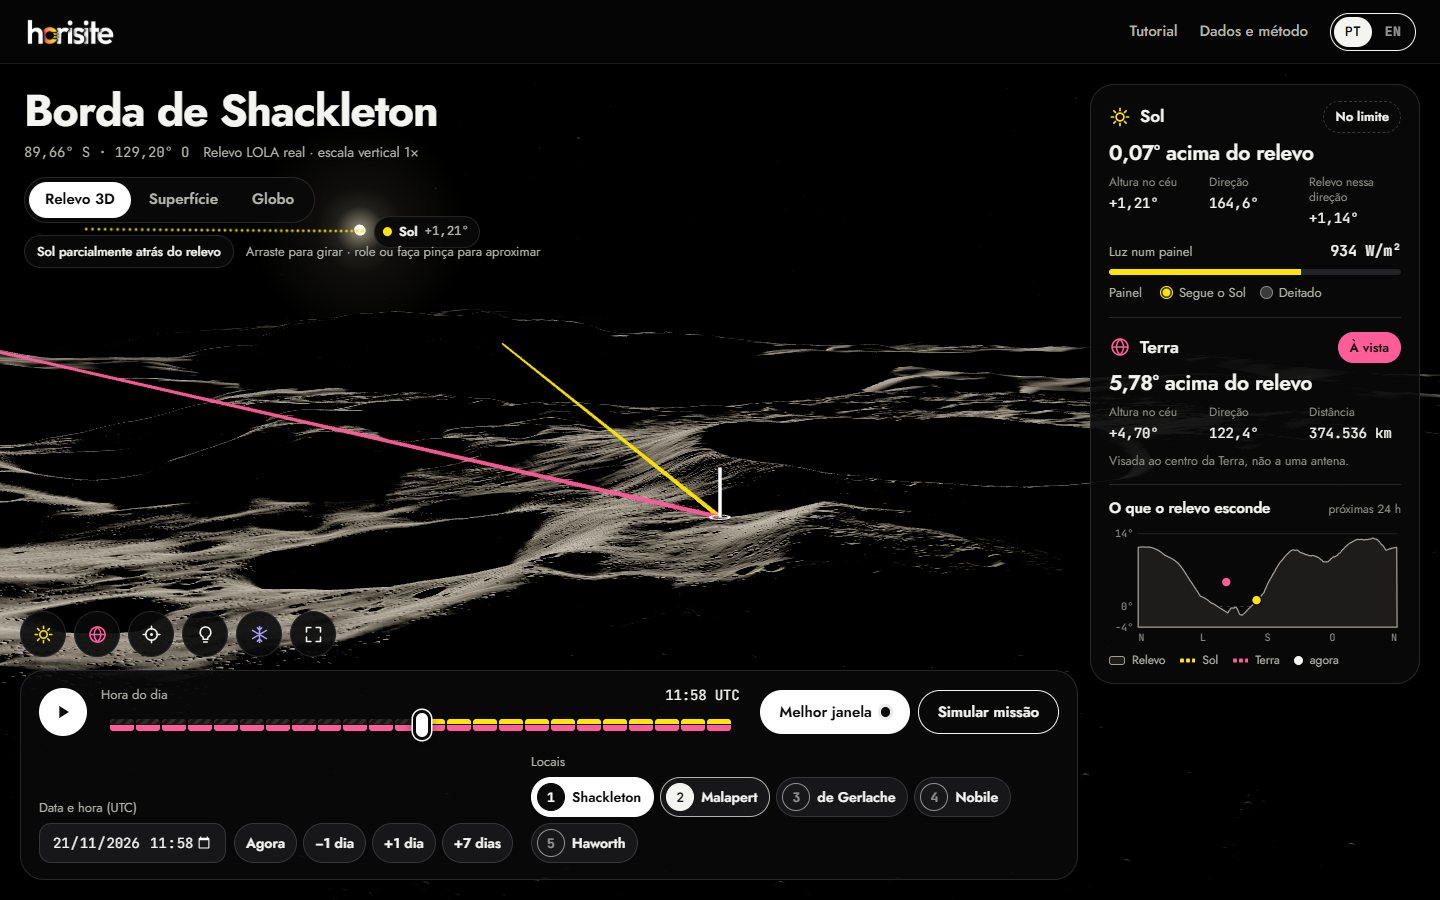 horisite
Tutorial
Dados e método
PT
EN
Borda de Shackleton
89,66° S · 129,20° O Relevo LOLA real · escala vertical 1×
Relevo 3D
Superfície
Globo
Sol +1,21°
Sol parcialmente atrás do relevo
Arraste para girar · role ou faça pinça para aproximar
Sol
No limite
0,07° acima do relevo
Altura no céu
Direção
Relevo nessa
direção
+1,21°
164,6°
+1,14°
Luz num painel
934 W/m²
Painel
Segue o Sol
Deitado
Terra
À vista
5,78° acima do relevo
Altura no céu
Direção
Distância
+4,70°
122,4°
374.536 km
Visada ao centro da Terra, não a uma antena.
O que o relevo esconde
próximas 24 h
14°
0°
-4°
N
L
S
O
N
Relevo
Sol
Terra
agora
Hora do dia
11:58 UTC
Melhor janela
Simular missão
Locais
1 Shackleton
2 Malapert
3 de Gerlache
4 Nobile
5 Haworth
Data e hora (UTC)
21/11/2026 11:58
Agora
−1 dia
+1 dia
+7 dias